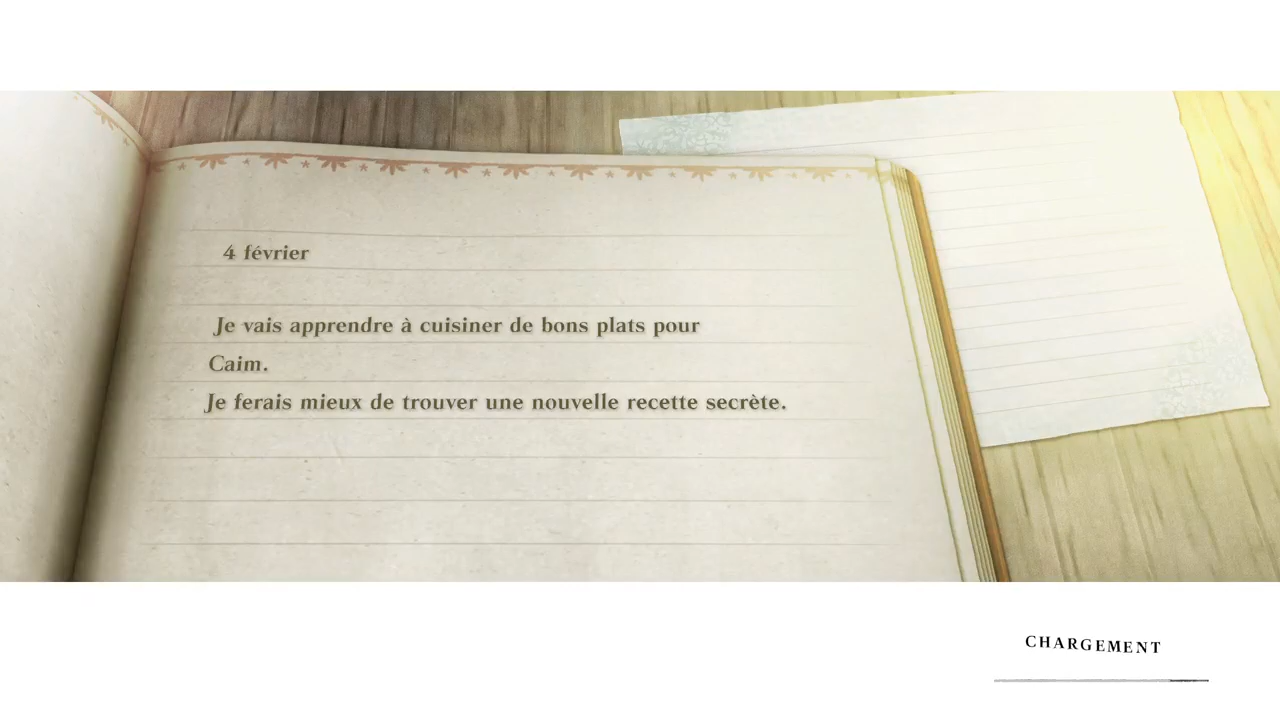 4 février
Je vais apprendre à cuisiner de bons plats pour
Caim.
Je ferais mieux de trouver une nouvelle recette secrète.
CHARGEMENT